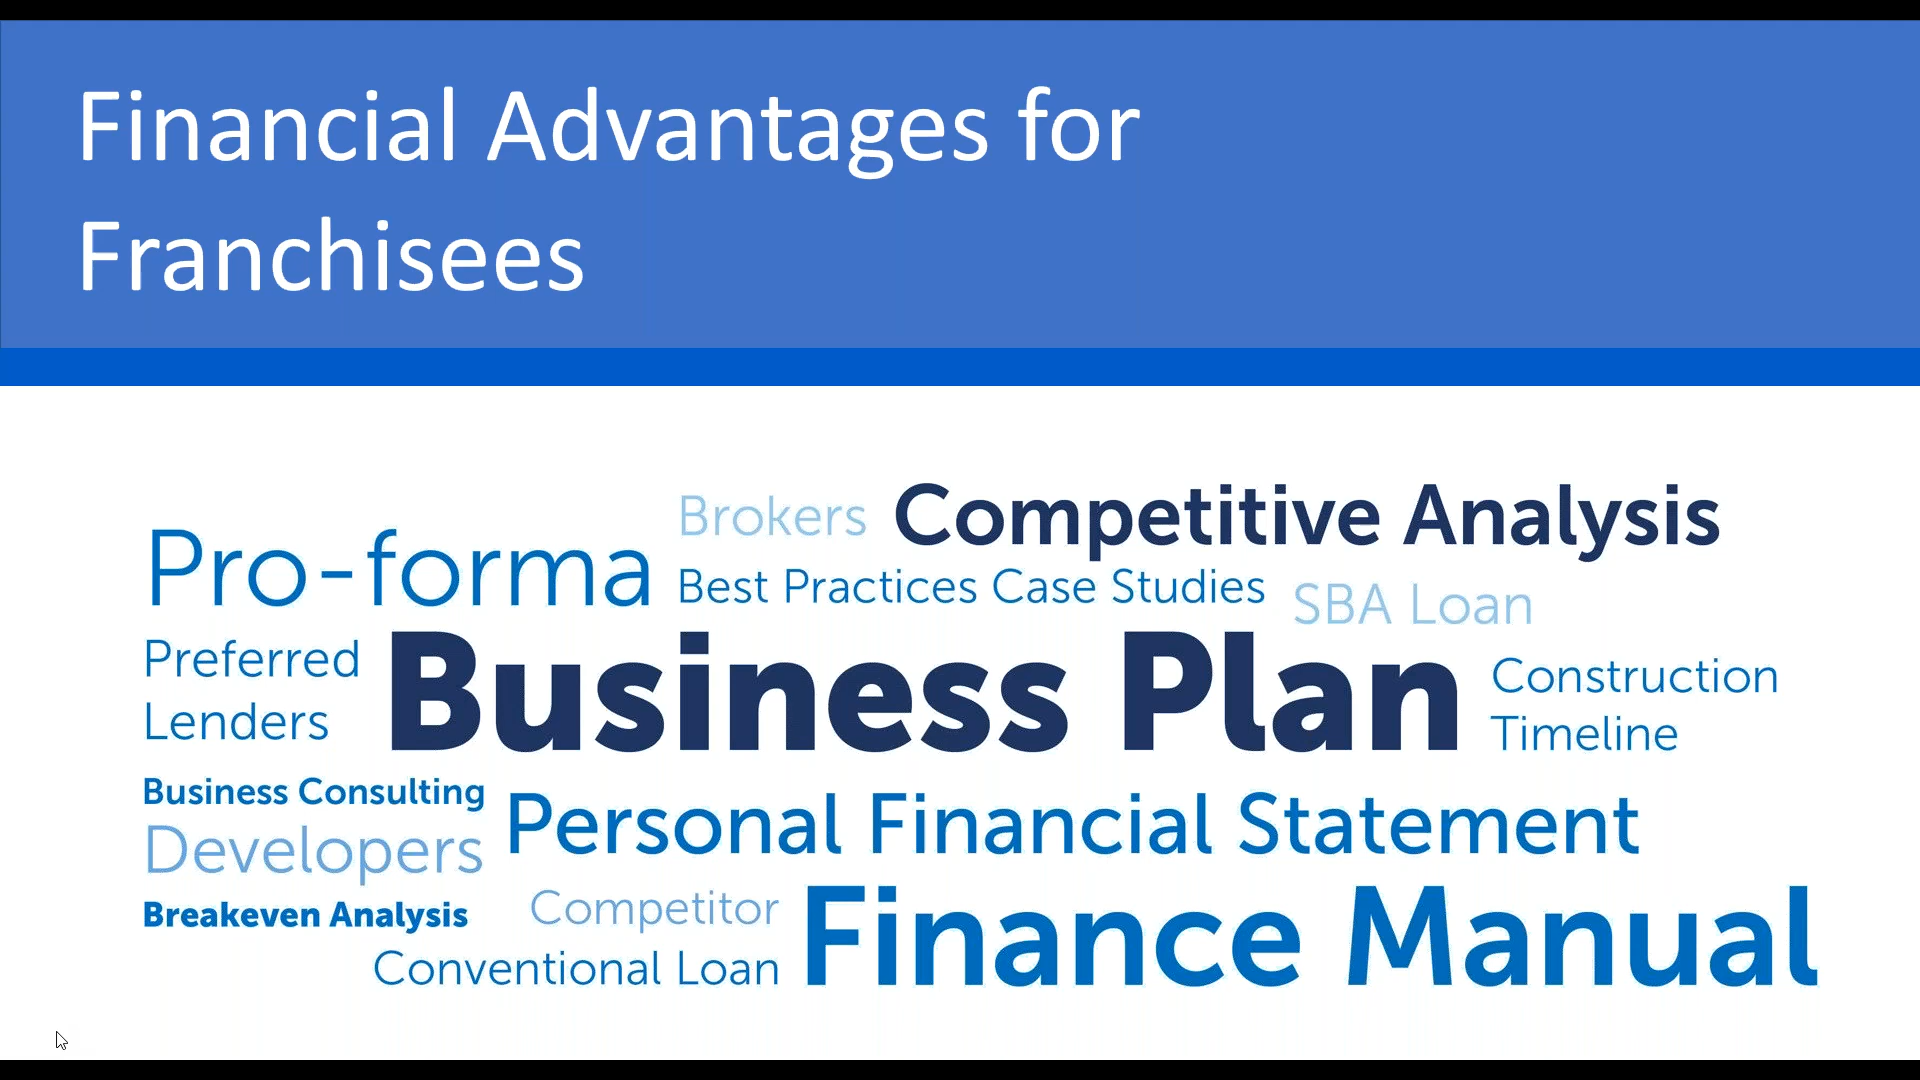 Financial Advantages for
Franchisees
Brokers
Competitive Analysis
Pro-forma
Best Practices Case Studies
SBA Loan
Preferred
Lenders
Business Plan
Construction
Timeline
Business Consulting
Personal Financial Statement
Developers
Breakeven Analysis
Competitor
Finance Manual
Conventional Loan